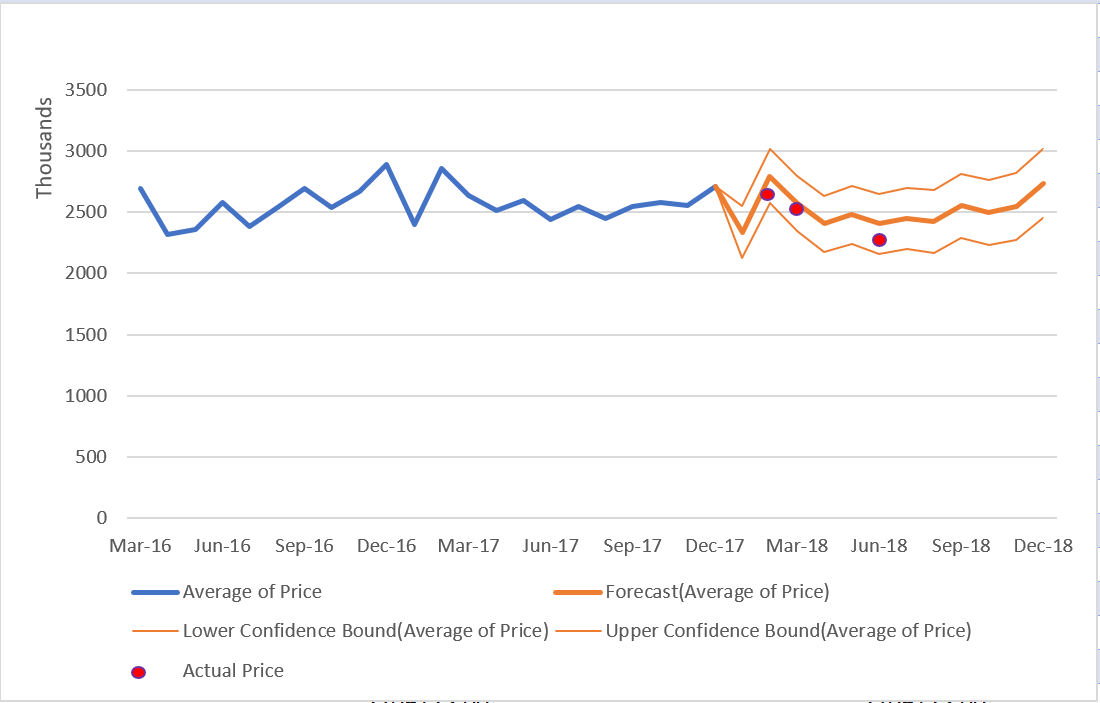 Thousands
3500
3000
2500
2000
1500
1000
500
0
Mar-16 Jun-16 Sep-16 Dec-16 Mar-17 Jun-17 Sep-17 Dec-17 Mar-18 Jun-18 Sep-18 Dec-18
Average of Price Forecast(Average of Price)
Lower Confidence Bound(Average of Price) Upper Confidence Bound(Average of Price)
Actual Price